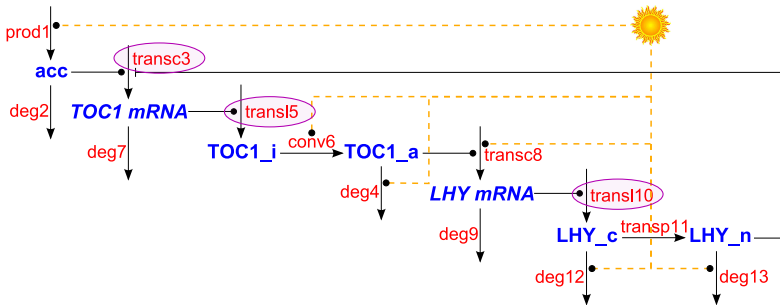 prod1
transc3
acc
deg2
TOC1 mRNA
transl5
deg7
conv6
TOC1_i
TOC1_a
transc8
deg4
LHY mRNA
transl10
deg9
transp11
LHY_c
LHY_n
deg12
deg13